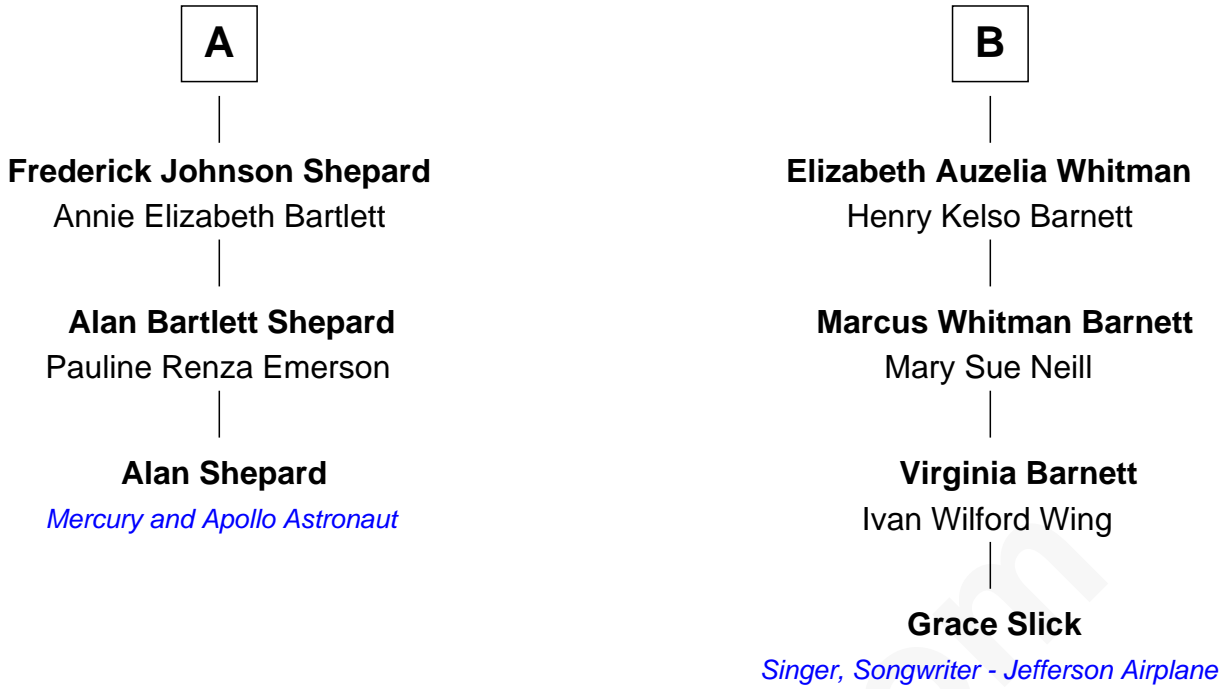 A
Frederick Johnson Shepard
Annie Elizabeth Bartlett
Alan Bartlett Shepard
Pauline Renza Emerson
Alan Shepard
Mercury and Apollo Astronaut
B
Elizabeth Auzelia Whitman
Henry Kelso Barnett
Marcus Whitman Barnett
Mary Sue Neill
Virginia Barnett
Ivan Wilford Wing
Grace Slick
Singer, Songwriter - Jefferson Airplane